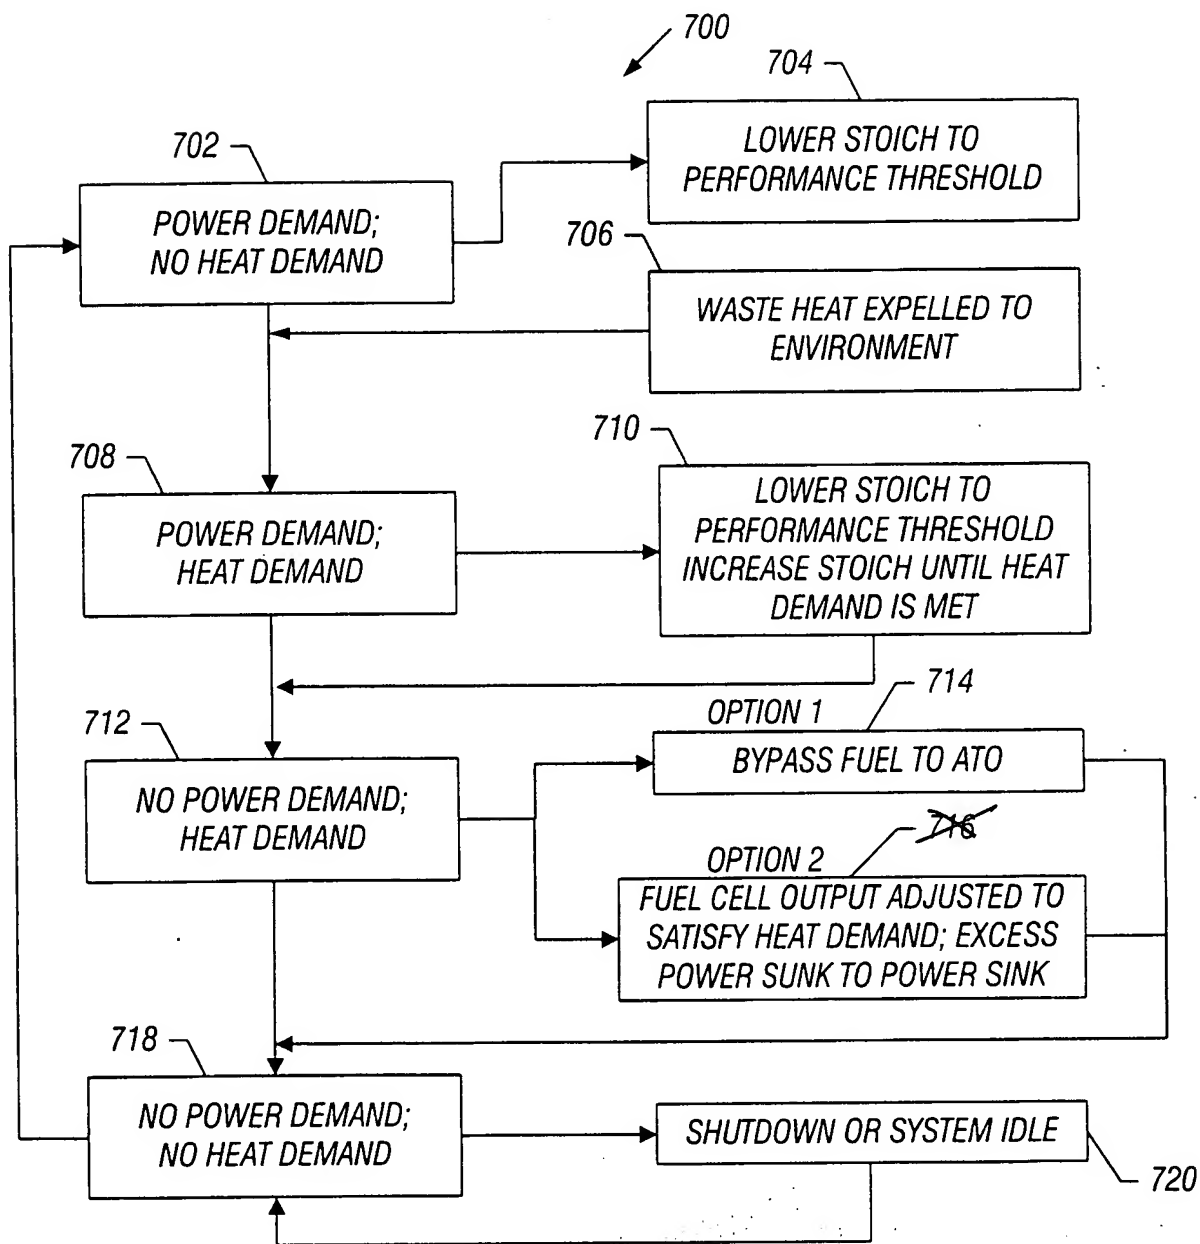 700
704
LOWER STOICH TO
PERFORMANCE THRESHOLD
702
POWER DEMAND;
NO HEAT DEMAND
706
WASTE HEAT EXPELLED TO
ENVIRONMENT
708
POWER DEMAND;
HEAT DEMAND
710
LOWER STOICH TO
PERFORMANCE THRESHOLD
INCREASE STOICH UNTIL HEAT
DEMAND IS MET
712
NO POWER DEMAND;
HEAT DEMAND
OPTION 1
714
BYPASS FUEL TO ATO
OPTION 2
716
FUEL CELL OUTPUT ADJUSTED TO
SATISFY HEAT DEMAND; EXCESS
POWER SUNK TO POWER SINK
718
NO POWER DEMAND;
NO HEAT DEMAND
SHUTDOWN OR SYSTEM IDLE
720